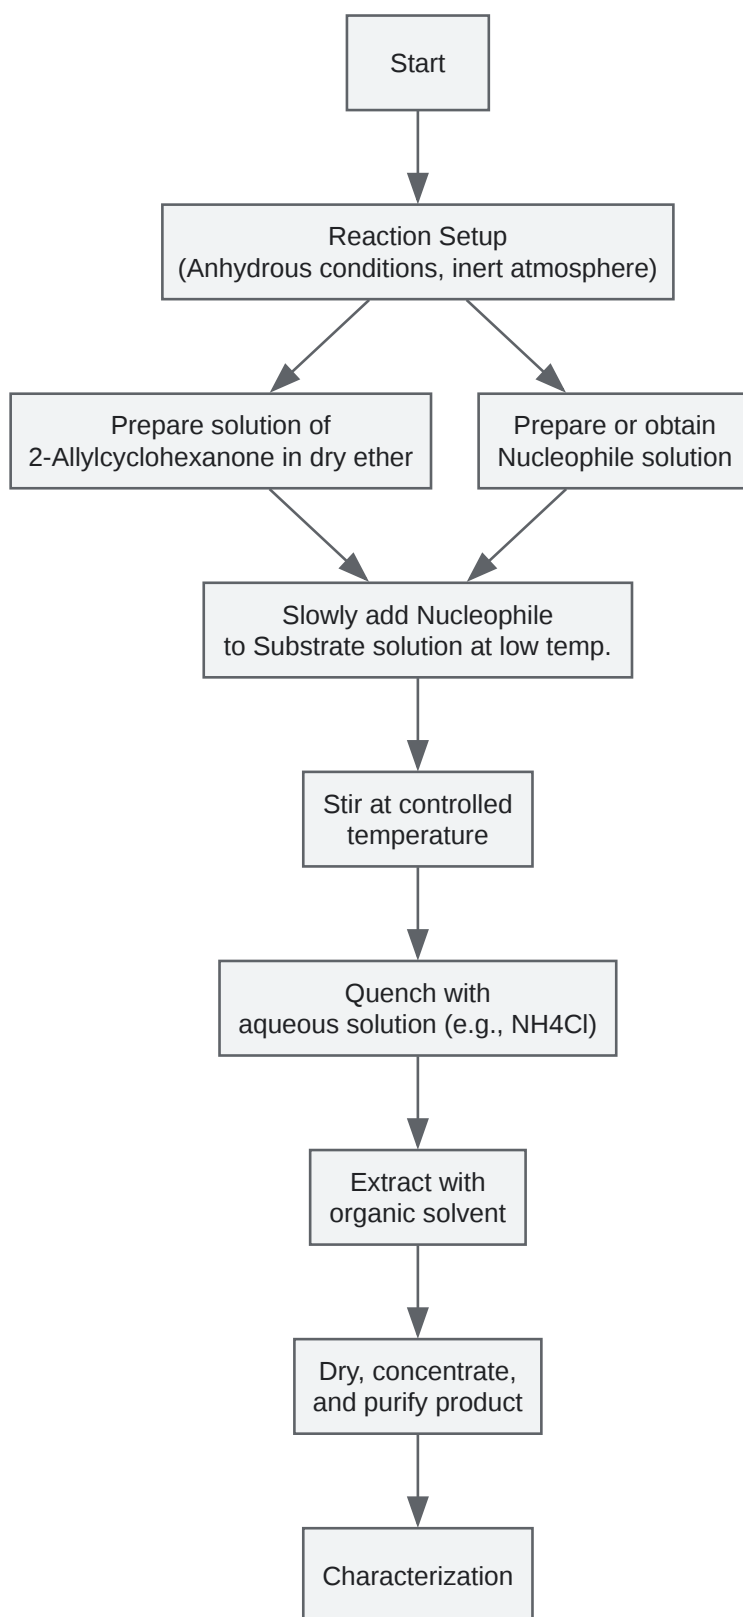 Start
Reaction Setup
(Anhydrous conditions, inert atmosphere)
Prepare solution of
2-Allylcyclohexanone in dry ether
Prepare or obtain
Nucleophile solution
Slowly add Nucleophile
to Substrate solution at low temp.
Stir at controlled
temperature
Quench with
aqueous solution (e.g., NH4Cl)
Extract with
organic solvent
Dry, concentrate,
and purify product
Characterization